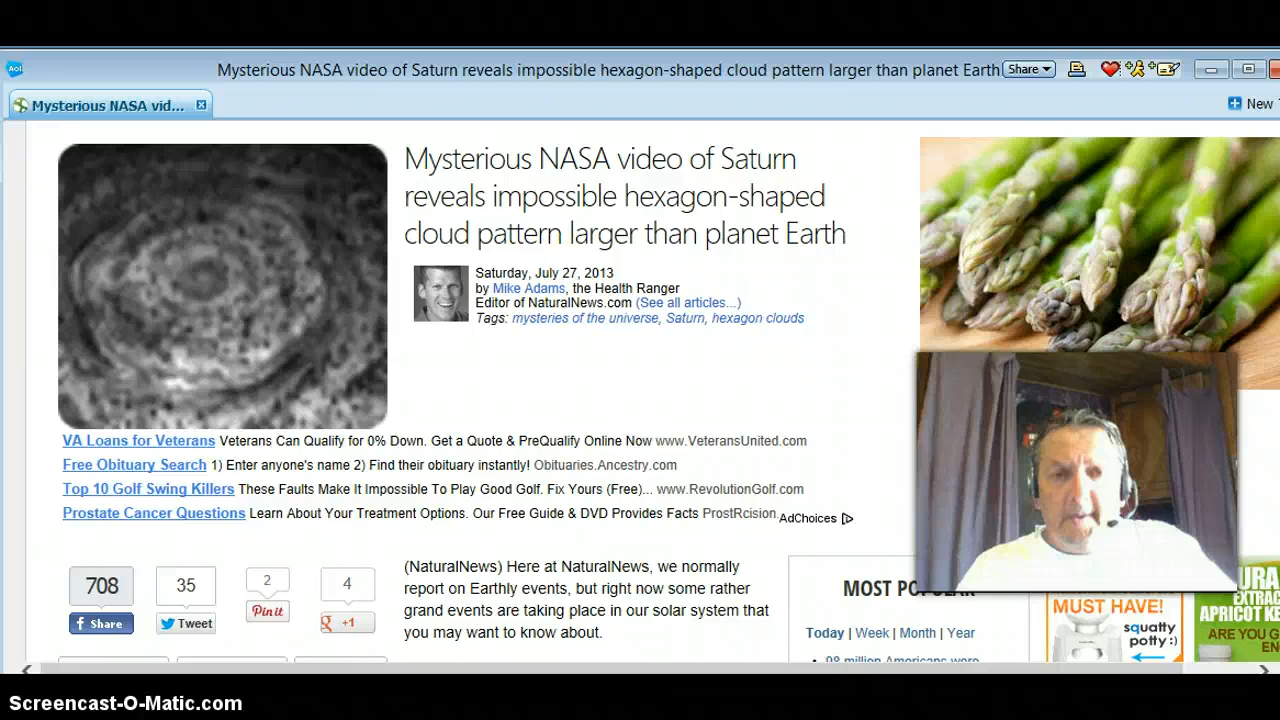 Aol.
Mysterious NASA video of Saturn reveals impossible hexagon-shaped cloud pattern larger than planet Earth
Share
Mysterious NASA vid...
New
Mysterious NASA video of Saturn
reveals impossible hexagon-shaped
cloud pattern larger than planet Earth
Saturday, July 27, 2013
by Mike Adams, the Health Ranger
Editor of NaturalNews.com (See all articles...)
Tags: mysteries of the universe, Saturn, hexagon clouds
VA Loans for Veterans Veterans Can Qualify for 0% Down. Get a Quote & PreQualify Online Now www.VeteransUnited.com
Free Obituary Search 1) Enter anyone's name 2) Find their obituary instantly! Obituaries.Ancestry.com
Top 10 Golf Swing Killers These Faults Make It Impossible To Play Good Golf. Fix Yours (Free)... www.RevolutionGolf.com
Prostate Cancer Questions Learn About Your Treatment Options. Our Free Guide & DVD Provides Facts ProstRcision.
AdChoices
708 35 2 4
Share Tweet Pin it +1
(NaturalNews) Here at NaturalNews, we normally
report on Earthly events, but right now some rather
grand events are taking place in our solar system that
you may want to know about.
MOST
Today | Week | Month | Year
98 million Americans were
MUST HAVE!
squatty
potty :)
EXTRAC
APRICOT KE
ARE YOU G
EN
Screencast-O-Matic.com